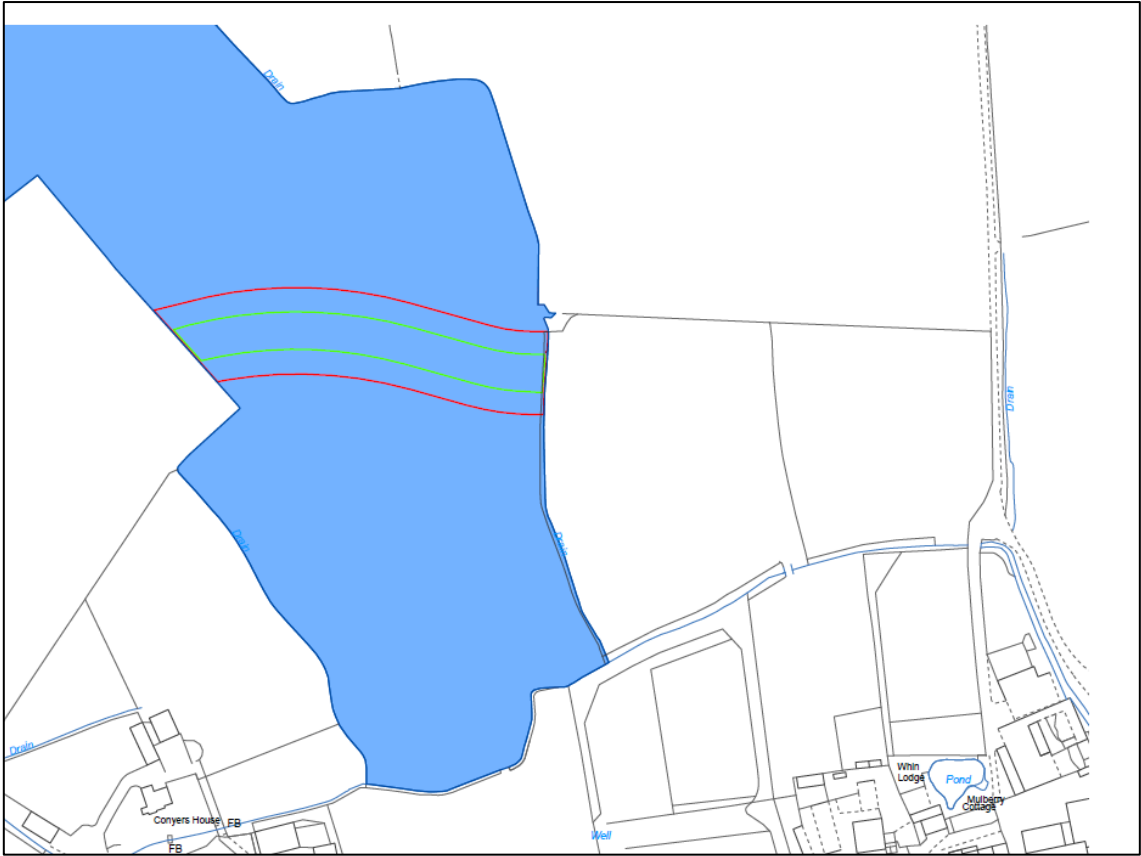 Drain
Drain
Drain
Drain
Drain
Whin
Lodge
Pond
Mulberry
Cottage
Conyers House
FB
FB
Well